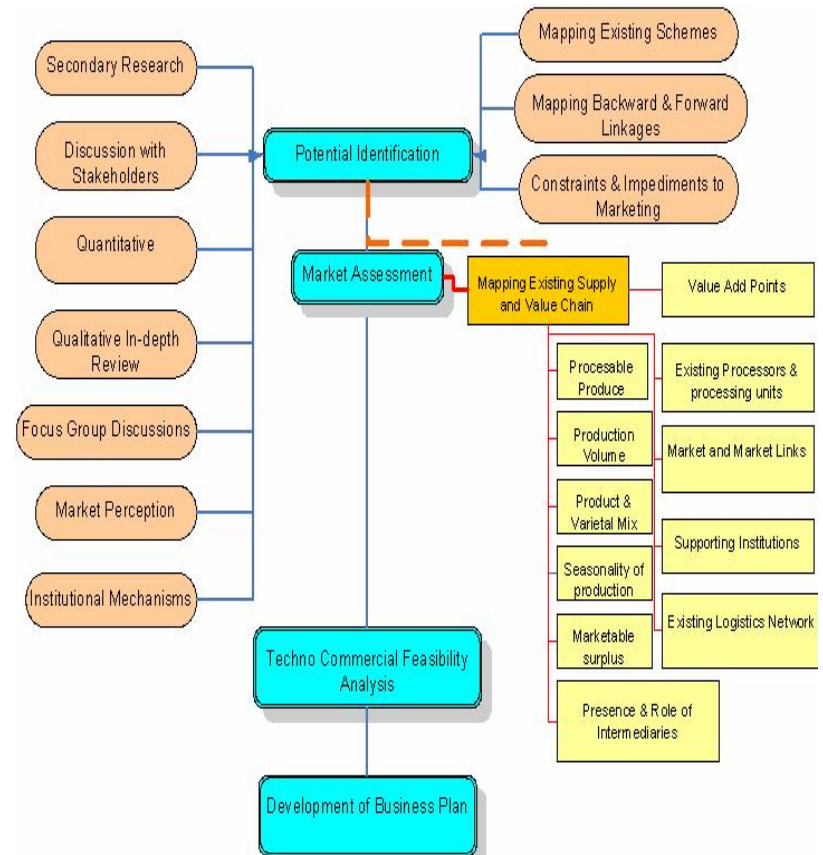 Secondary Research
Discussion with
Stakeholders
Quantitative
Qualitative In-depth
Review
Focus Group Discussions
Market Perception
Institutional Mechanisms
Potential Identification
Mapping Existing Schemes
Mapping Backward & Forward
Linkages
Constraints & Impediments to
Marketing
Market Assessment
Mapping Existing Supply
and Value Chain
Value Add Points
Procesable
Produce
Production
Volume
Product &
Varietal Mix
Seasonality of
production
Marketable
surplus
Presence & Role of
Intermediaries
Existing Processors &
processing units
Market and Market Links
Supporting Institutions
Existing Logistics Network
Techno Commercial Feasibility
Analysis
Development of Business Plan